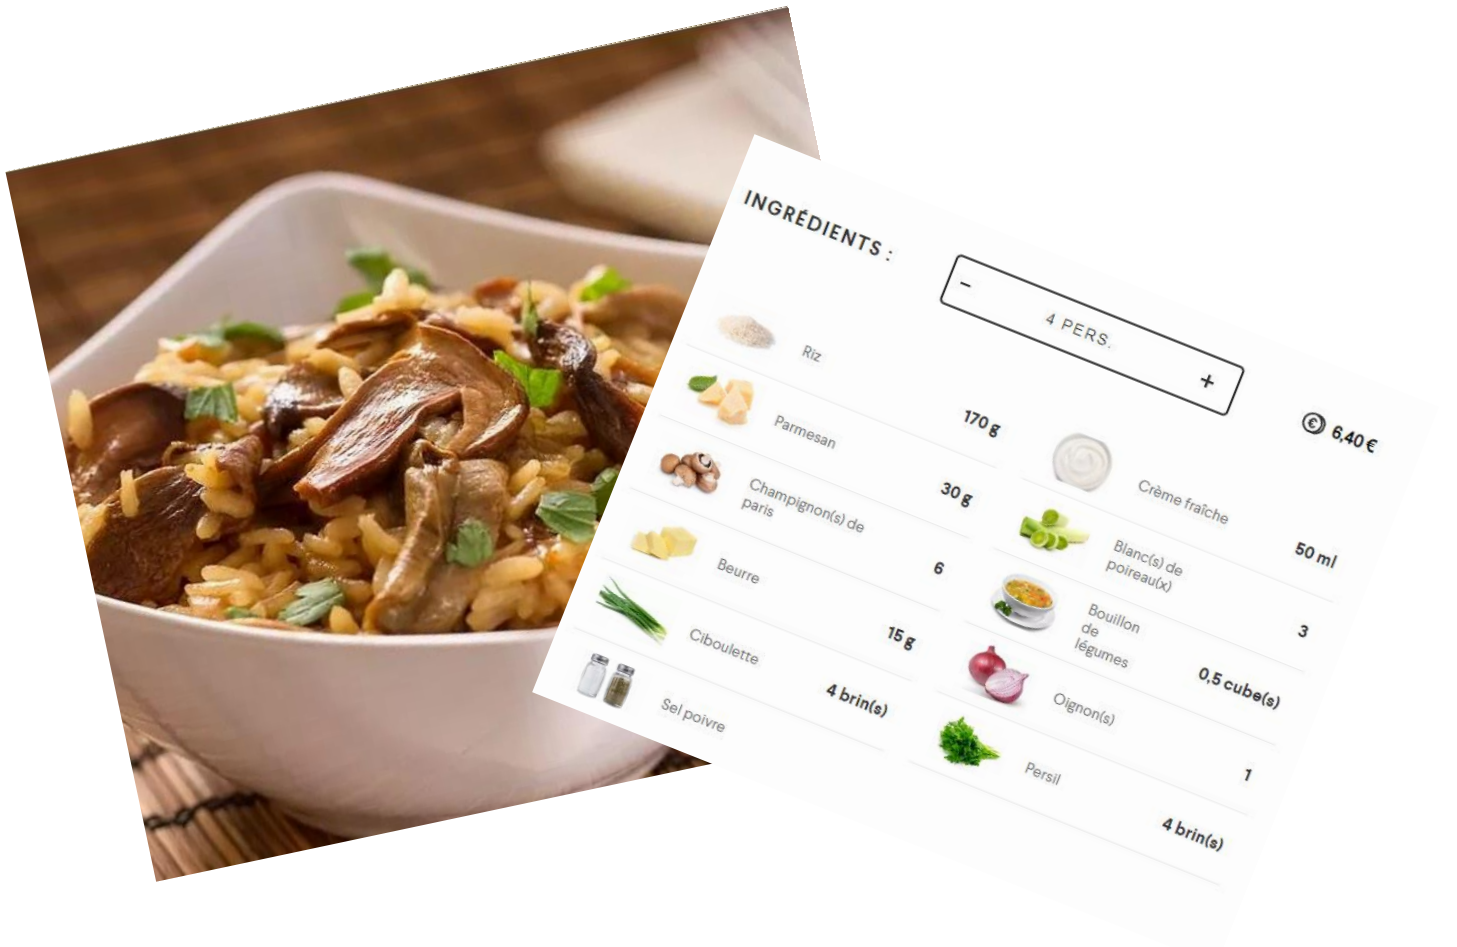 INGRÉDIENTS :
−
4 PERS.
+
6,40 €
Riz
170 g
Parmesan
30 g
Champignon(s) de
paris
6
Beurre
15 g
Ciboulette
4 brin(s)
Sel poivre
Crème fraîche
50 ml
Blanc(s) de
poireau(x)
3
Bouillon
de
légumes
0,5 cube(s)
Oignon(s)
1
Persil
4 brin(s)